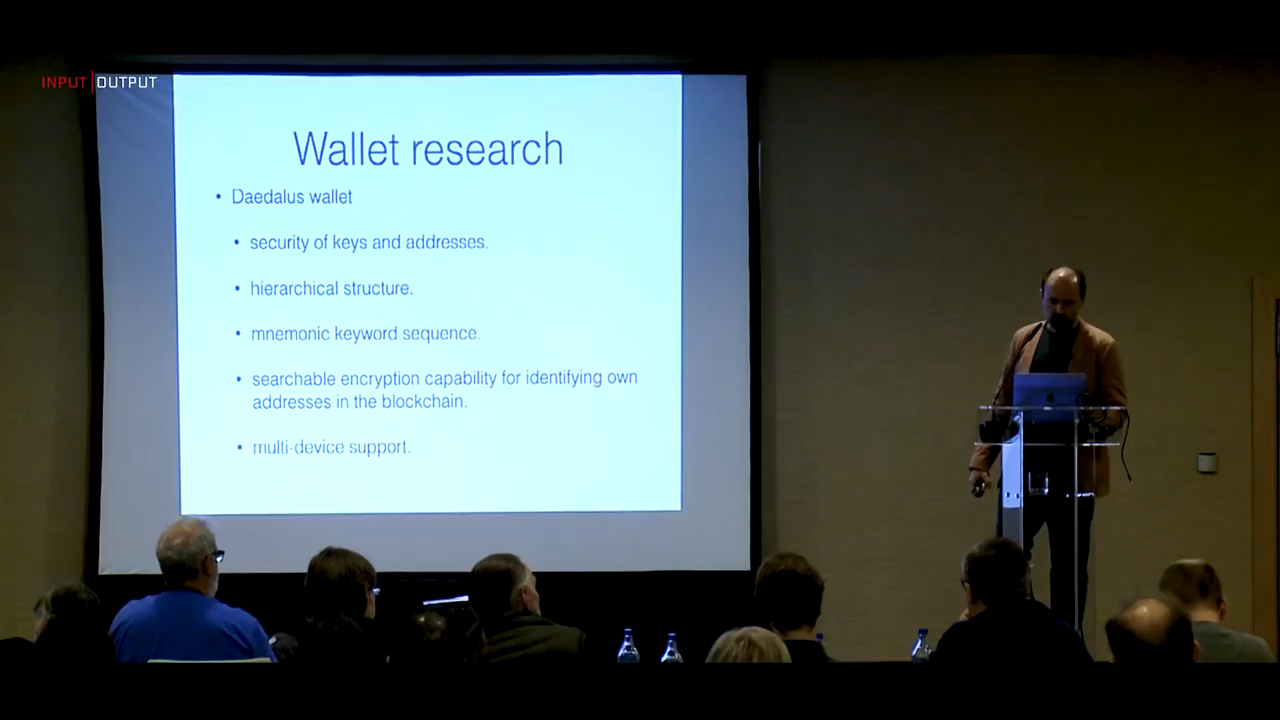 INPUT|OUTPUT
Wallet research
• Daedalus wallet
• security of keys and addresses.
• hierarchical structure.
• mnemonic keyword sequence.
• searchable encryption capability for identifying own
addresses in the blockchain.
• multi-device support.